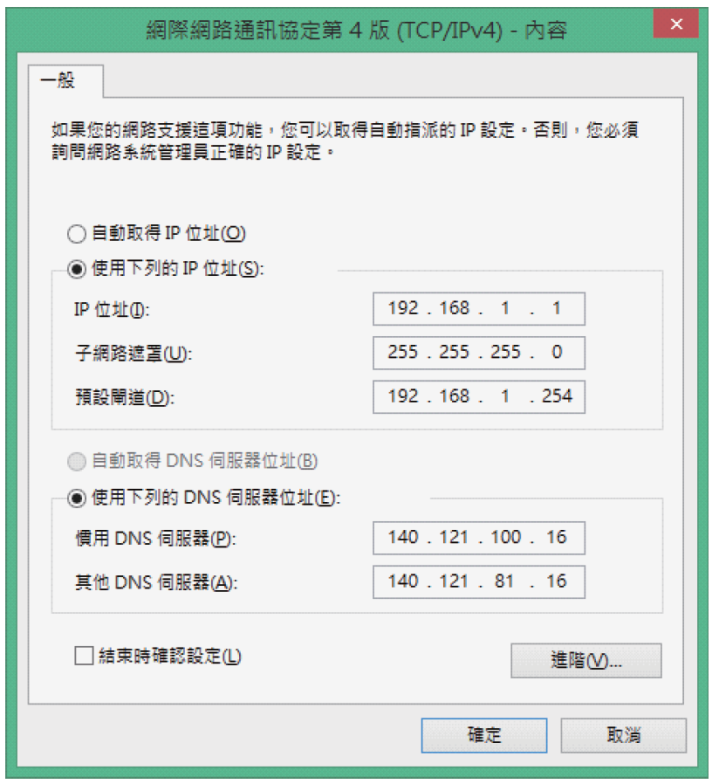 網際網路通訊協定第 4 版 (TCP/IPv4) - 內容
一般
如果您的網路支援這項功能，您可以取得自動指派的 IP 設定。否則，您必須
詢問網路系統管理員正確的 IP 設定。
自動取得 IP 位址(O)
使用下列的 IP 位址(S):
IP 位址(I): 192 . 168 . 1 . 1
子網路遮罩(U): 255 . 255 . 255 . 0
預設閘道(D): 192 . 168 . 1 . 254
自動取得 DNS 伺服器位址(B)
使用下列的 DNS 伺服器位址(E):
慣用 DNS 伺服器(P): 140 . 121 . 100 . 16
其他 DNS 伺服器(A): 140 . 121 . 81 . 16
結束時確認設定(L)
進階(V)...
確定 取消